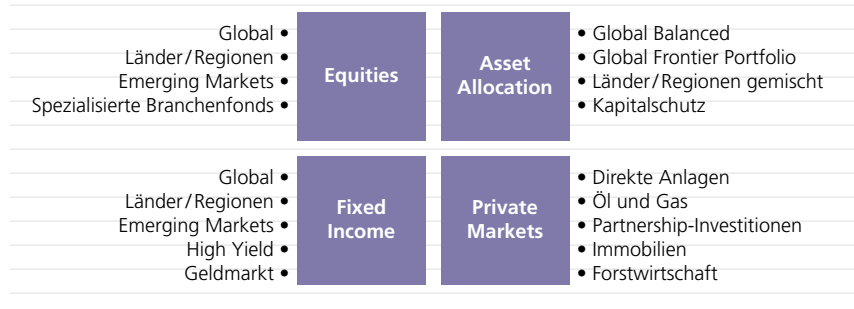 Global •
Länder/Regionen •
Emerging Markets •
Spezialisierte Branchenfonds •
Equities
Asset
Allocation
• Global Balanced
• Global Frontier Portfolio
• Länder/Regionen gemischt
• Kapitalschutz
Global •
Länder/Regionen •
Emerging Markets •
High Yield •
Geldmarkt •
Fixed
Income
Private
Markets
• Direkte Anlagen
• Öl und Gas
• Partnership-Investitionen
• Immobilien
• Forstwirtschaft